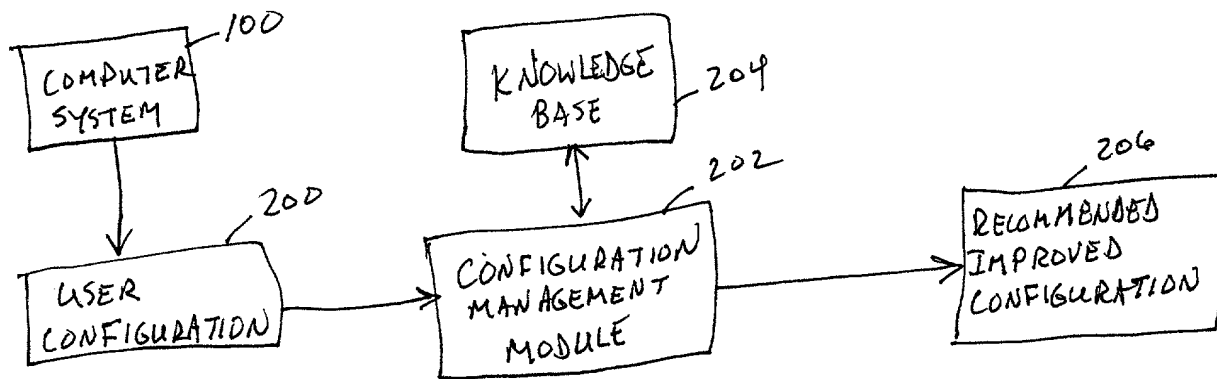 100
COMPUTER
SYSTEM
KNOWLEDGE
BASE
204
200
USER
CONFIGURATION
202
CONFIGURATION
MANAGEMENT
MODULE
206
RECOMMENDED
IMPROVED
CONFIGURATION